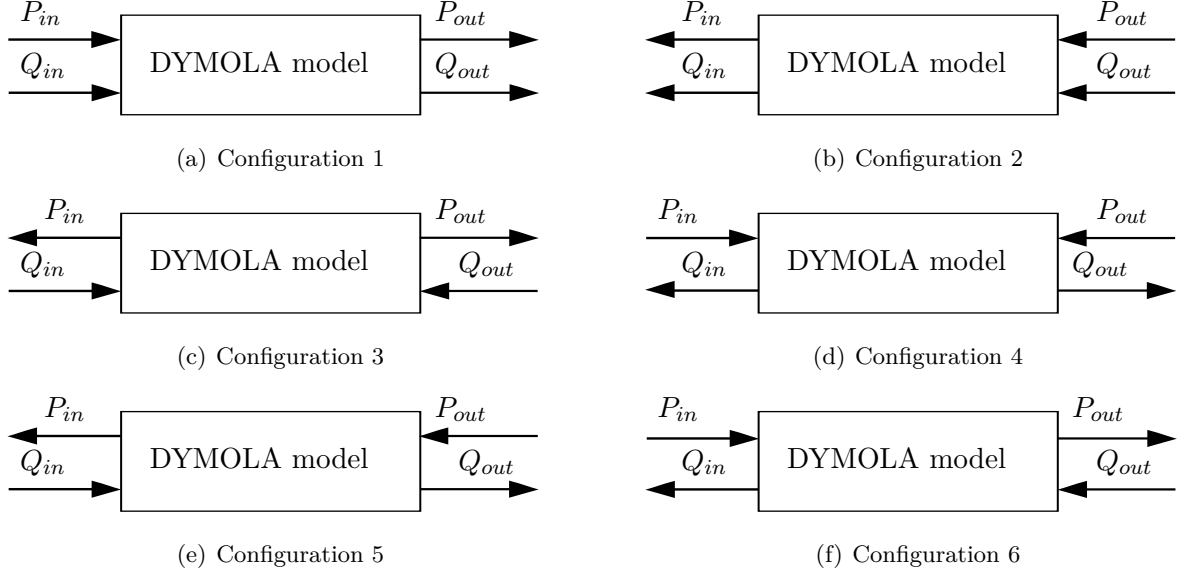 P_in P_out P_in P_out
Q_in DYMOLA model Q_out Q_in DYMOLA model Q_out
(a) Configuration 1 (b) Configuration 2
P_in P_out P_in P_out
Q_in DYMOLA model Q_out Q_in DYMOLA model Q_out
(c) Configuration 3 (d) Configuration 4
P_in P_out P_in P_out
Q_in DYMOLA model Q_out Q_in DYMOLA model Q_out
(e) Configuration 5 (f) Configuration 6